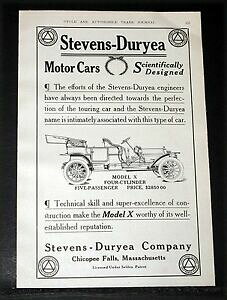 CYCLE AND AUTOMOBILE TRADE JOURNAL
Stevens-Duryea
Motor Cars Scientifically
Designed
¶ The efforts of the Stevens-Duryea engineers
have always been directed towards the perfec-
tion of the touring car and the Stevens-Duryea
name is intimately associated with this type of car.
MODEL X
FOUR-CYLINDER
FIVE-PASSENGER PRICE, $2850 00
¶ Technical skill and super-excellence of con-
struction make the Model X worthy of its well-
established reputation.
Stevens-Duryea Company
Chicopee Falls, Massachusetts
Licensed Under Selden Patent